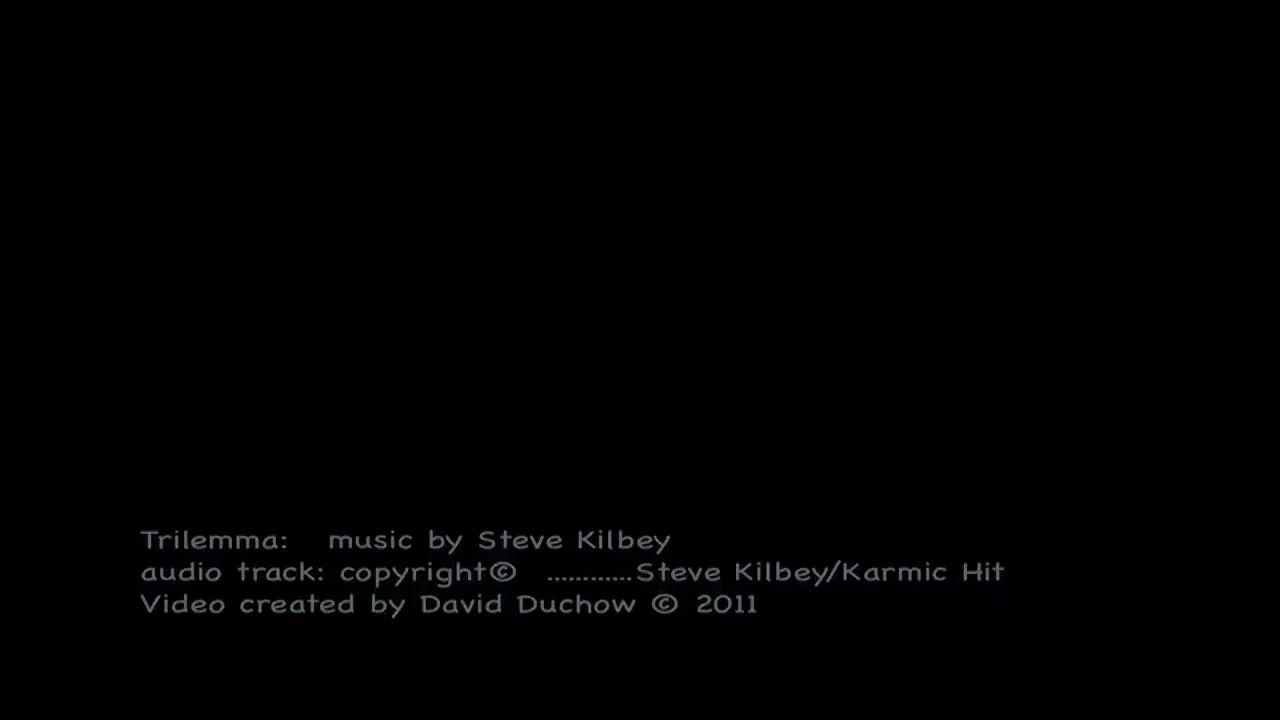 Trilemma: music by Steve Kilbey
audio track: copyright© ............Steve Kilbey/Karmic Hit
Video created by David Duchow © 2011